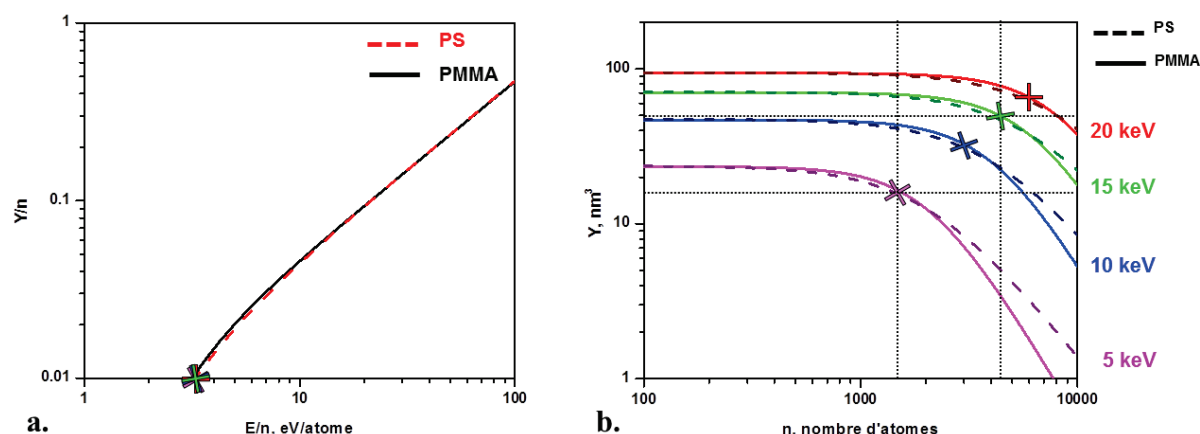 1
0.1
0.01
Y/n
1
10
100
E/n, eV/atome
PS
PMMA
a.
100
10
1
Y, nm³
100
1000
10000
n, nombre d'atomes
PS
PMMA
20 keV
15 keV
10 keV
5 keV
b.